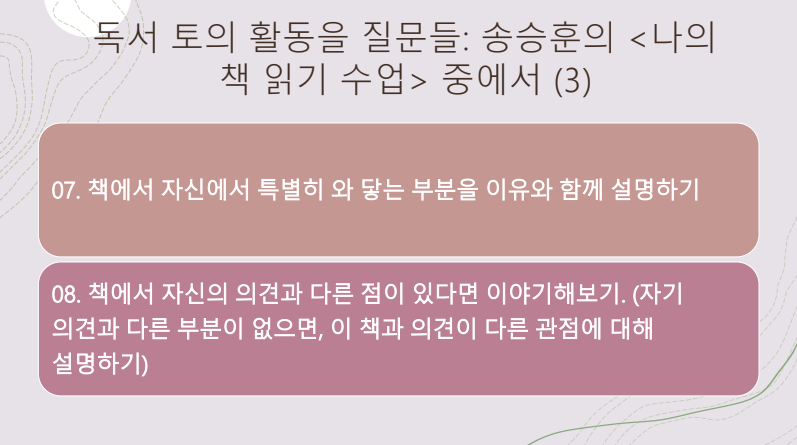 독서 토의 활동을 질문들: 송승훈의 <나의
책 읽기 수업> 중에서 (3)
07. 책에서 자신에서 특별히 와 닿는 부분을 이유와 함께 설명하기
08. 책에서 자신의 의견과 다른 점이 있다면 이야기해보기. (자기
의견과 다른 부분이 없으면, 이 책과 의견이 다른 관점에 대해
설명하기)